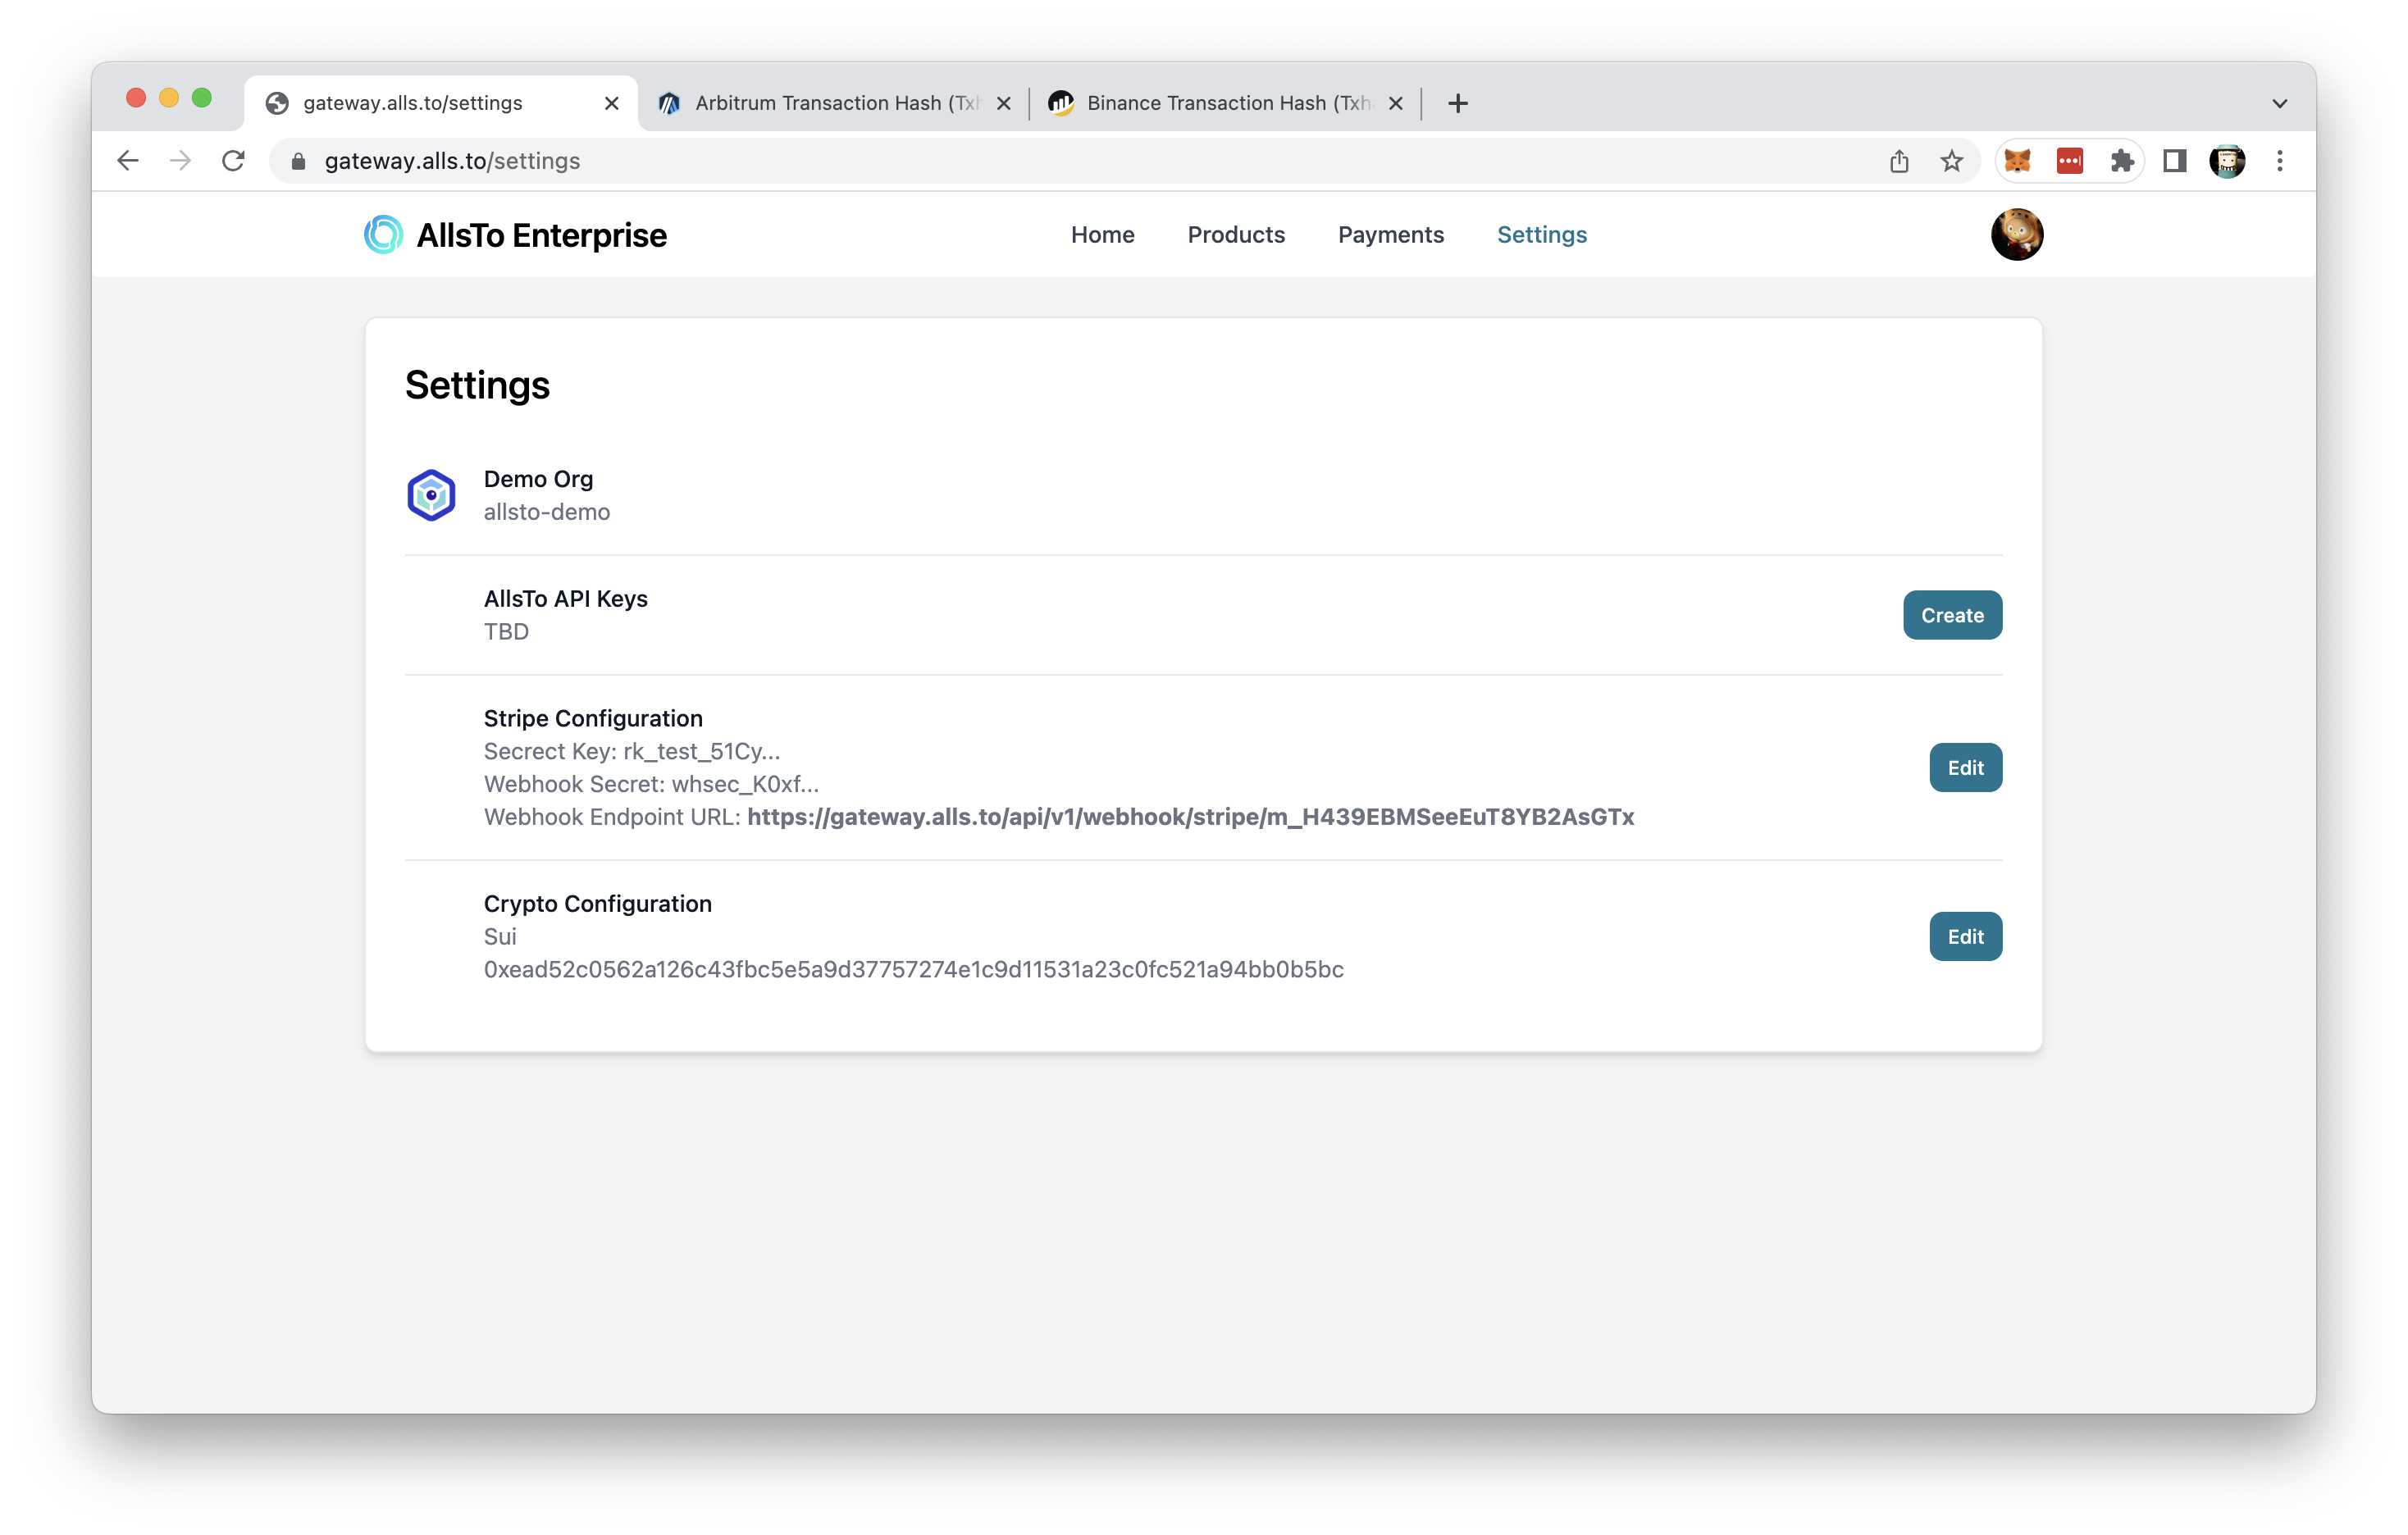 gateway.alls.to/settings
Arbitrum Transaction Hash (Txh
Binance Transaction Hash (Txh
gateway.alls.to/settings
AllsTo Enterprise
Home
Products
Payments
Settings
Settings
Demo Org
allsto-demo
AllsTo API Keys
TBD
Create
Stripe Configuration
Secrect Key: rk_test_51Cy...
Webhook Secret: whsec_K0xf...
Webhook Endpoint URL: https://gateway.alls.to/api/v1/webhook/stripe/m_H439EBMSeeEuT8YB2AsGTx
Edit
Crypto Configuration
Sui
0xead52c0562a126c43fbc5e5a9d37757274e1c9d11531a23c0fc521a94bb0b5bc
Edit